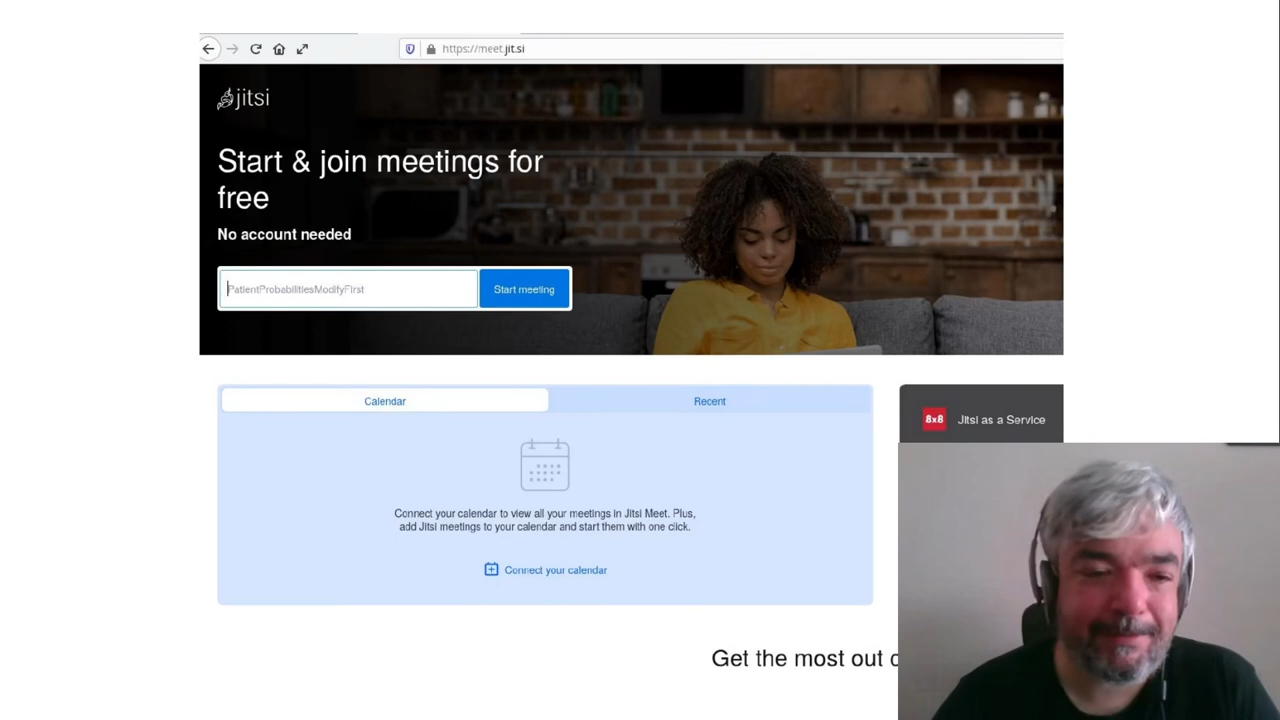 https://meet.jit.si
jitsi
Start & join meetings for
free
No account needed
PatientProbabilitiesModifyFirst
Start meeting
Calendar
Recent
8x8
Jitsi as a Service
Connect your calendar to view all your meetings in Jitsi Meet. Plus,
add Jitsi meetings to your calendar and start them with one click.
Connect your calendar
Get the most out